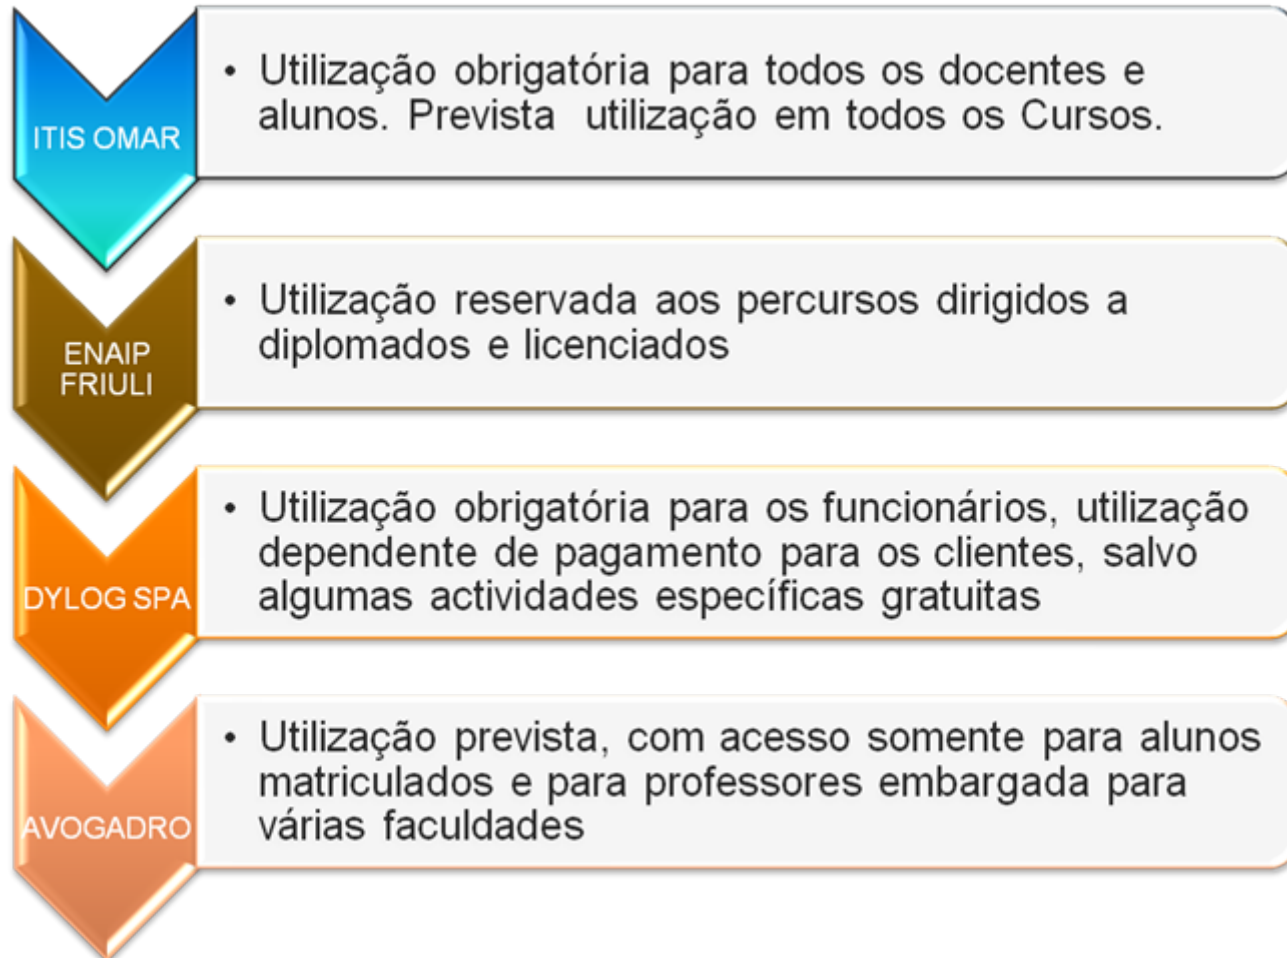 ITIS OMAR
• Utilização obrigatória para todos os docentes e
alunos. Prevista utilização em todos os Cursos.
ENAIP
FRIULI
• Utilização reservada aos percursos dirigidos a
diplomados e licenciados
DYLOG SPA
• Utilização obrigatória para os funcionários, utilização
dependente de pagamento para os clientes, salvo
algumas actividades específicas gratuitas
AVOGADRO
• Utilização prevista, com acesso somente para alunos
matriculados e para professores embargada para
várias faculdades